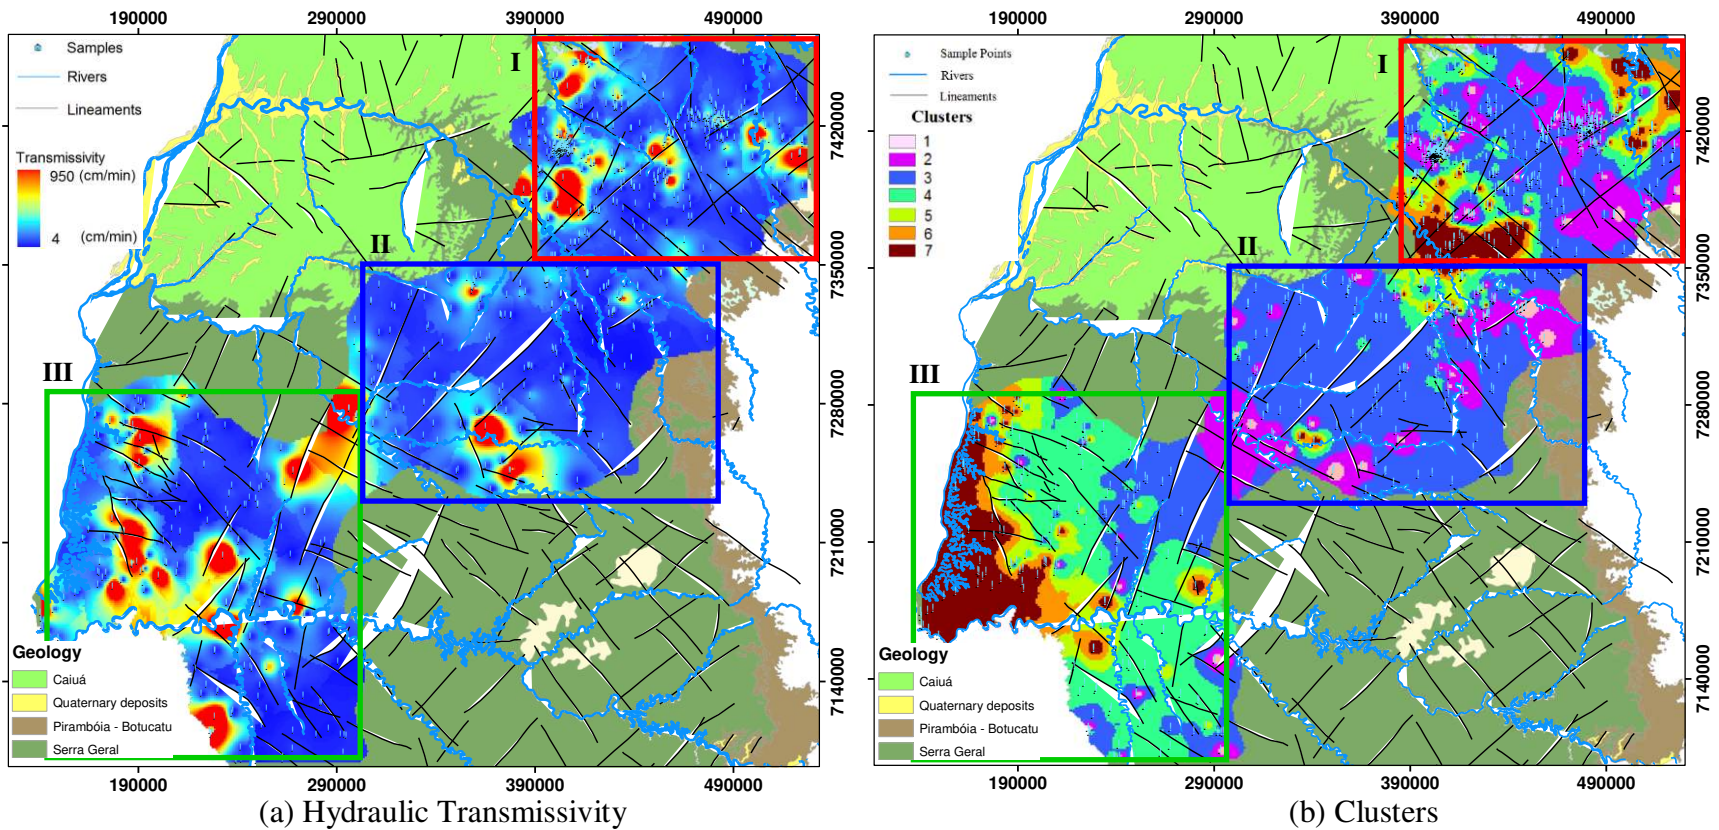 190000 290000 390000 490000
Samples
Rivers
Lineaments
Transmissivity
950 (cm/min)
4 (cm/min)
I
II
III
7420000
7350000
7280000
7210000
7140000
Geology
Caiuá
Quaternary deposits
Pirambóia - Botucatu
Serra Geral
190000 290000 390000 490000
(a) Hydraulic Transmissivity
190000 290000 390000 490000
Sample Points
Rivers
Lineaments
Clusters
1
2
3
4
5
6
7
I
II
III
7420000
7350000
7280000
7210000
7140000
Geology
Caiuá
Quaternary deposits
Pirambóia - Botucatu
Serra Geral
190000 290000 390000 490000
(b) Clusters